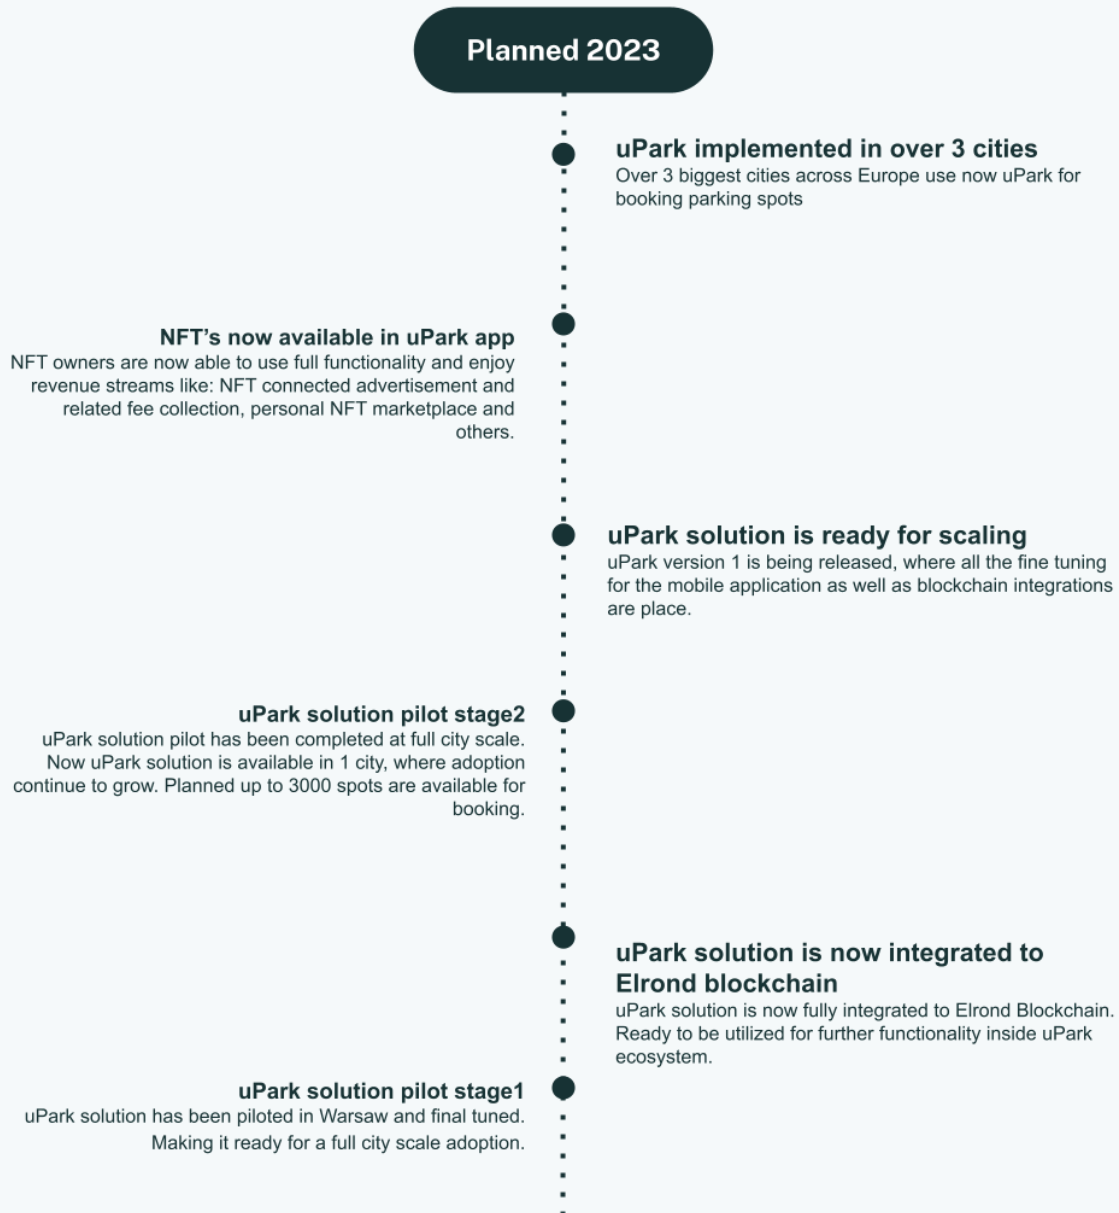 Planned 2023
uPark implemented in over 3 cities
Over 3 biggest cities across Europe use now uPark for
booking parking spots
NFT’s now available in uPark app
NFT owners are now able to use full functionality and enjoy
revenue streams like: NFT connected advertisement and
related fee collection, personal NFT marketplace and
others.
uPark solution is ready for scaling
uPark version 1 is being released, where all the fine tuning
for the mobile application as well as blockchain integrations
are place.
uPark solution pilot stage2
uPark solution pilot has been completed at full city scale.
Now uPark solution is available in 1 city, where adoption
continue to grow. Planned up to 3000 spots are available for
booking.
uPark solution is now integrated to
Elrond blockchain
uPark solution is now fully integrated to Elrond Blockchain.
Ready to be utilized for further functionality inside uPark
ecosystem.
uPark solution pilot stage1
uPark solution has been piloted in Warsaw and final tuned.
Making it ready for a full city scale adoption.